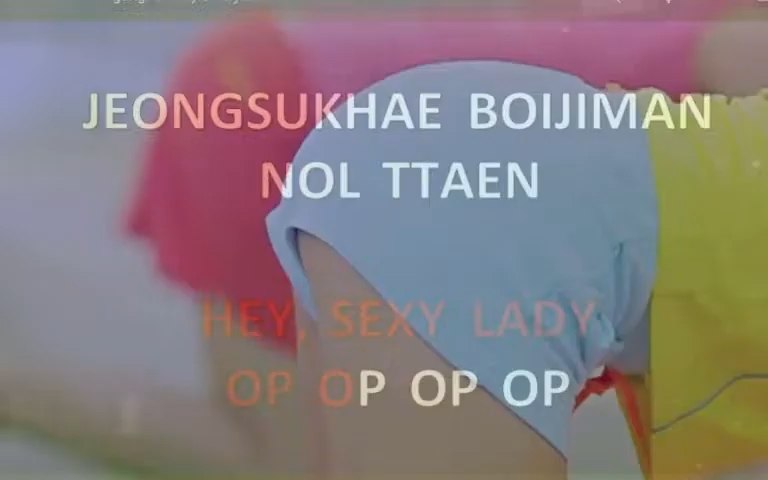 JEONGSUKHAE BOIJIMAN
NOL TTAEN
HEY, SEXY LADY
OP OP OP OP